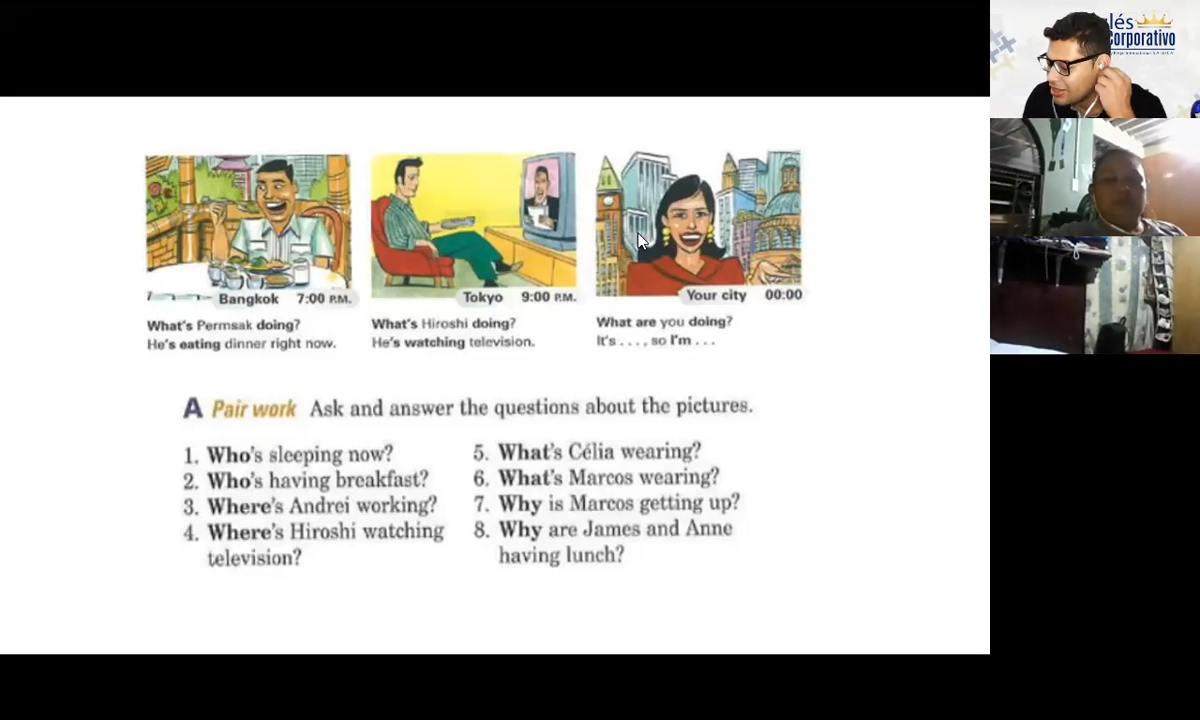 lés
Corporativo
Bangkok 7:00 P.M.
What's Permsak doing?
He's eating dinner right now.
Tokyo 9:00 P.M.
What's Hiroshi doing?
He's watching television.
Your city 00:00
What are you doing?
It's . . . , so I'm . . .
A Pair work Ask and answer the questions about the pictures.
1. Who's sleeping now?
2. Who's having breakfast?
3. Where's Andrei working?
4. Where's Hiroshi watching
television?
5. What's Célia wearing?
6. What's Marcos wearing?
7. Why is Marcos getting up?
8. Why are James and Anne
having lunch?